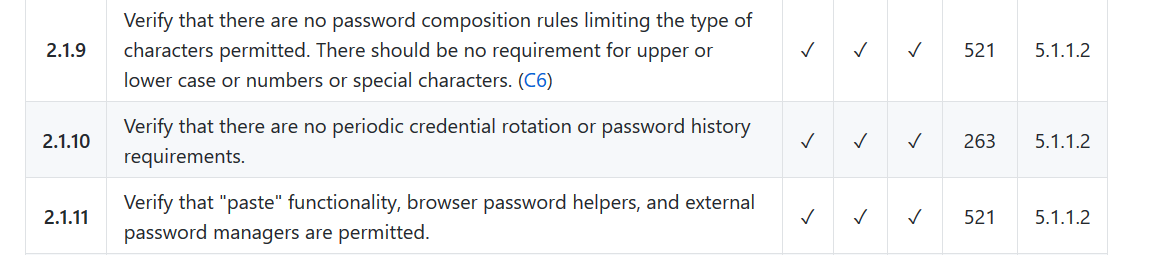 Verify that there are no password composition rules limiting the type of
2.1.9 characters permitted. There should be no requirement for upper or ✓ ✓ ✓ 521 5.1.1.2
lower case or numbers or special characters. (C6)
Verify that there are no periodic credential rotation or password history
2.1.10 ✓ ✓ ✓ 263 5.1.1.2
requirements.
Verify that "paste" functionality, browser password helpers, and external
2.1.11 ✓ ✓ ✓ 521 5.1.1.2
password managers are permitted.